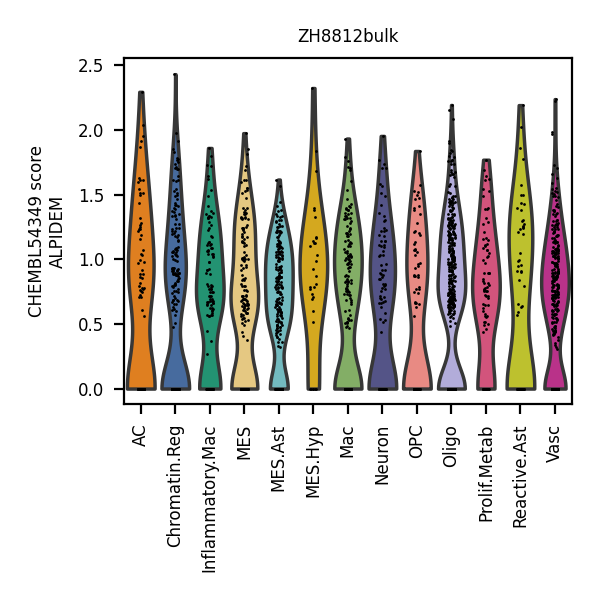 ZH8812bulk
CHEMBL54349 score
ALPIDEM
2.5
2.0
1.5
1.0
0.5
0.0
AC
Chromatin.Reg
Inflammatory.Mac
MES
MES.Ast
MES.Hyp
Mac
Neuron
OPC
Oligo
Prolif.Metab
Reactive.Ast
Vasc